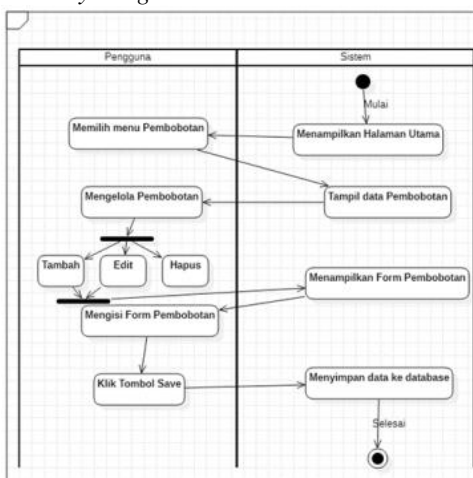 Pengguna
Sistem
Mulai
Memilih menu Pembobotan
Menampilkan Halaman Utama
Mengelola Pembobotan
Tampil data Pembobotan
Tambah
Edit
Hapus
Menampilkan Form Pembobotan
Mengisi Form Pembobotan
Klik Tombol Save
Menyimpan data ke database
Selesai